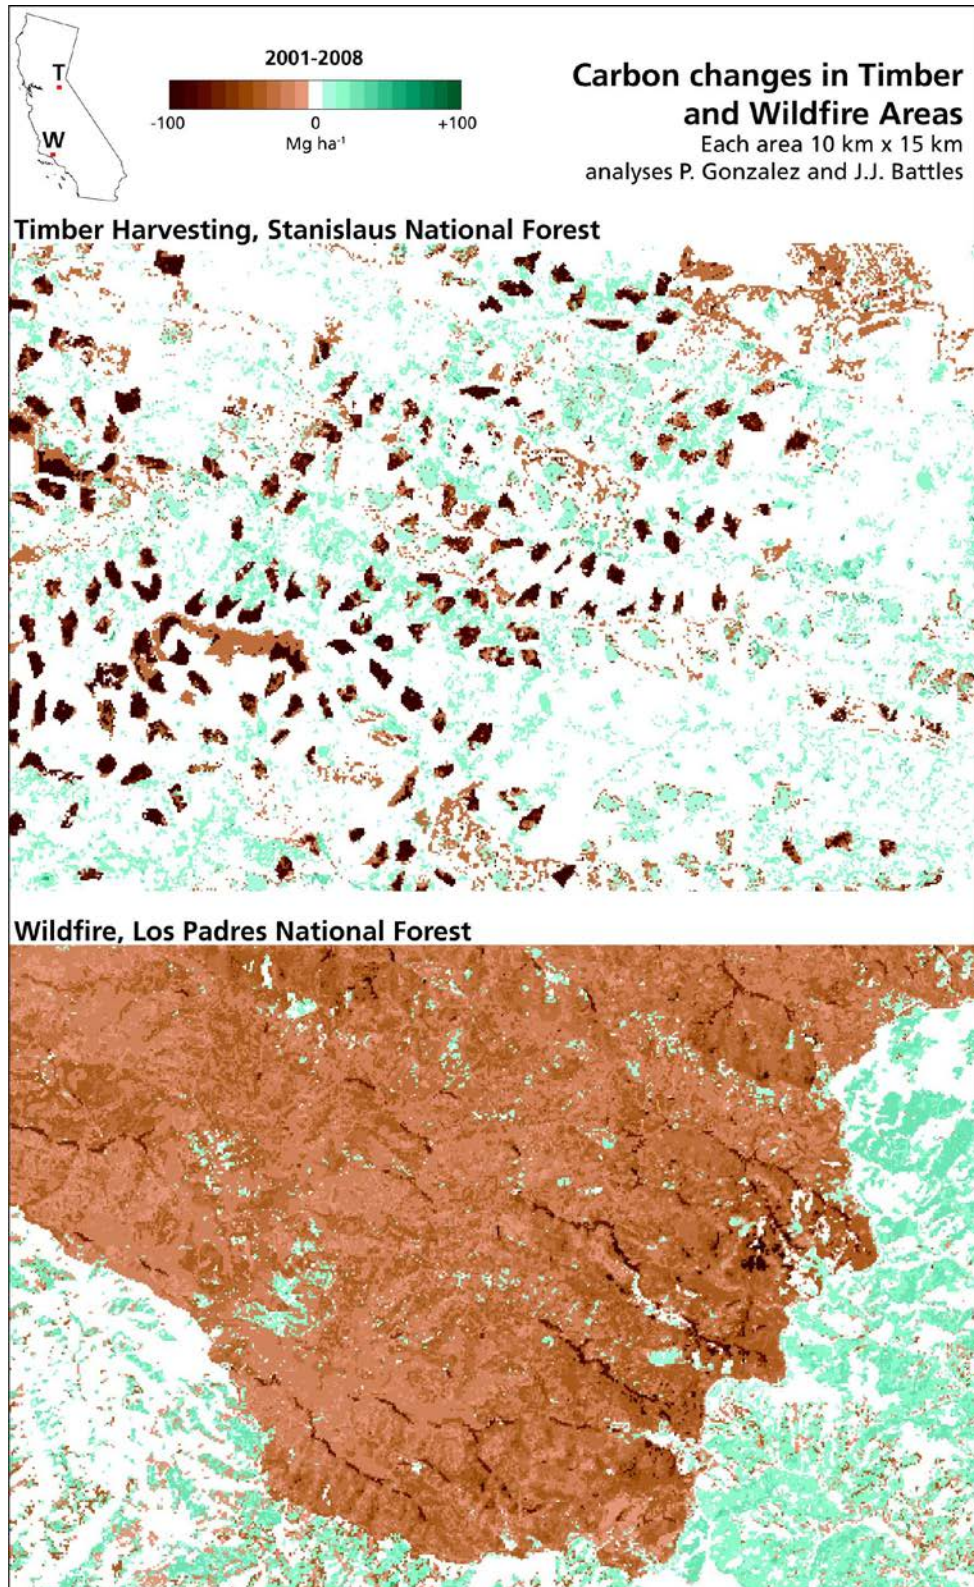 T
W
2001-2008
-100 0 +100
Mg ha⁻¹
Carbon changes in Timber
and Wildfire Areas
Each area 10 km x 15 km
analyses P. Gonzalez and J.J. Battles
Timber Harvesting, Stanislaus National Forest
Wildfire, Los Padres National Forest